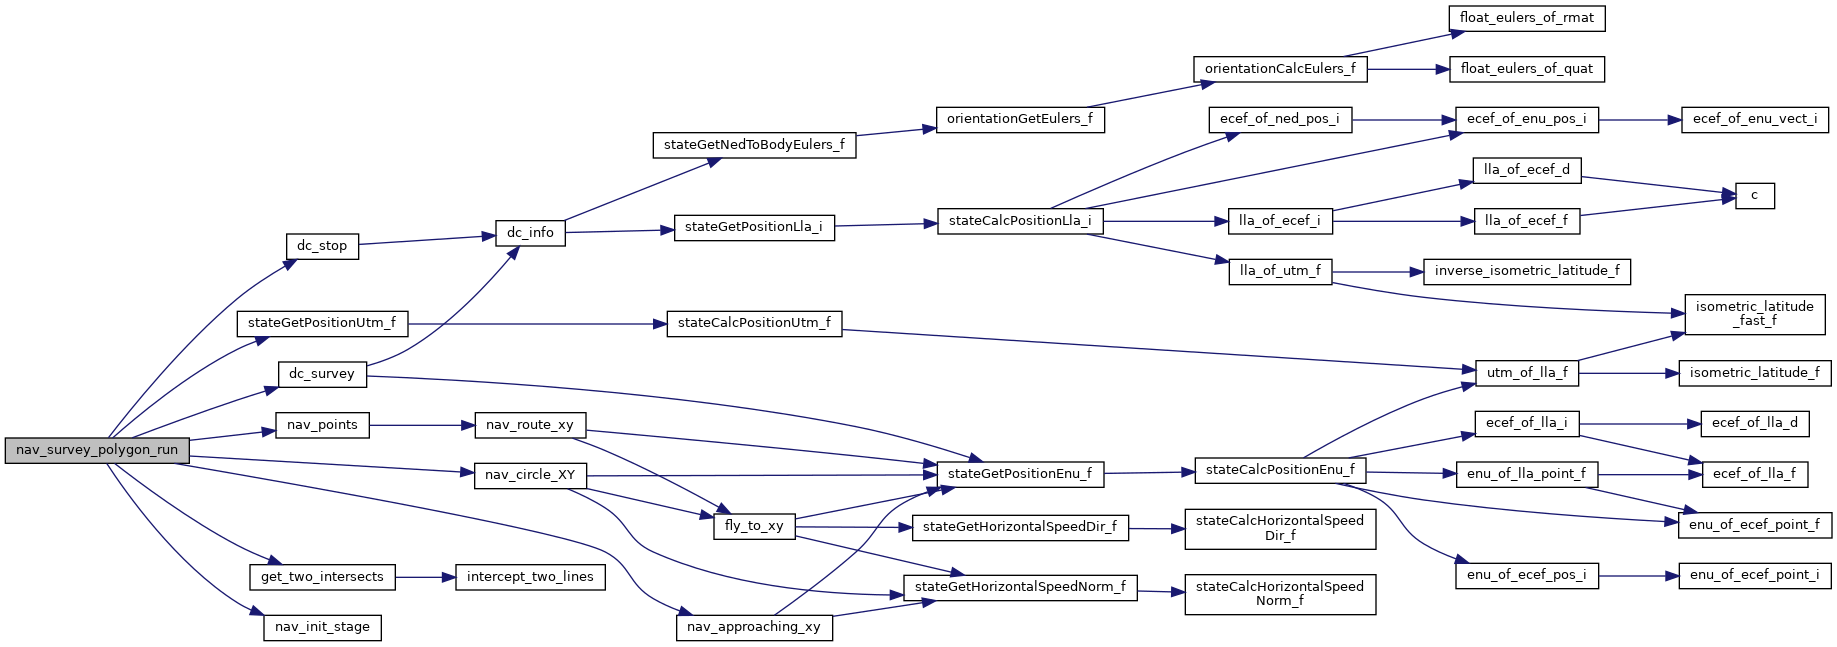 nav_survey_polygon_run
dc_stop
stateGetPositionUtm_f
dc_survey
nav_points
nav_circle_XY
get_two_intersects
nav_init_stage
dc_info
nav_route_xy
intercept_two_lines
stateGetNedToBodyEulers_f
stateGetPositionLla_i
stateCalcPositionUtm_f
fly_to_xy
nav_approaching_xy
orientationGetEulers_f
stateCalcPositionLla_i
stateGetPositionEnu_f
stateGetHorizontalSpeedDir_f
stateGetHorizontalSpeedNorm_f
orientationCalcEulers_f
ecef_of_ned_pos_i
lla_of_ecef_i
lla_of_utm_f
stateCalcPositionEnu_f
stateCalcHorizontalSpeed
Dir_f
stateCalcHorizontalSpeed
Norm_f
float_eulers_of_rmat
float_eulers_of_quat
ecef_of_enu_pos_i
lla_of_ecef_d
lla_of_ecef_f
inverse_isometric_latitude_f
utm_of_lla_f
ecef_of_lla_i
enu_of_lla_point_f
enu_of_ecef_pos_i
ecef_of_enu_vect_i
c
isometric_latitude
_fast_f
isometric_latitude_f
ecef_of_lla_d
ecef_of_lla_f
enu_of_ecef_point_f
enu_of_ecef_point_i